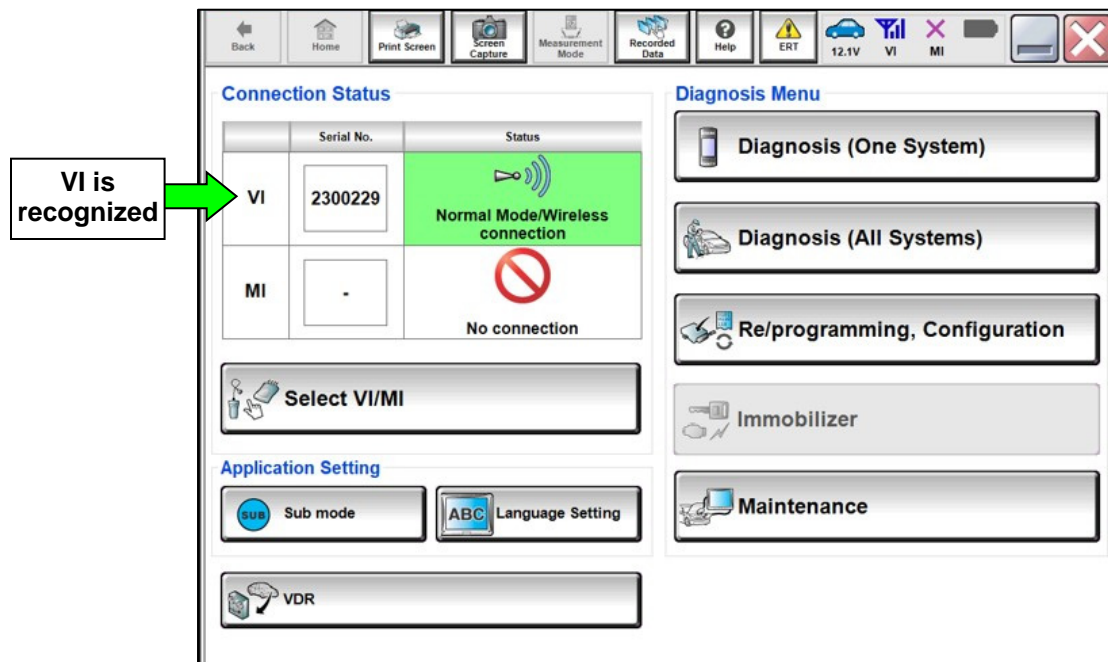 Back
Home
Print Screen
Screen
Capture
Measurement
Mode
Recorded
Data
Help
ERT
12.1V
VI
MI
Connection Status
Serial No.
Status
VI
2300229
Normal Mode/Wireless
connection
MI
-
No connection
VI is
recognized
Select VI/MI
Application Setting
SUB
Sub mode
ABC
Language Setting
VDR
Diagnosis Menu
Diagnosis (One System)
Diagnosis (All Systems)
Re/programming, Configuration
Immobilizer
Maintenance